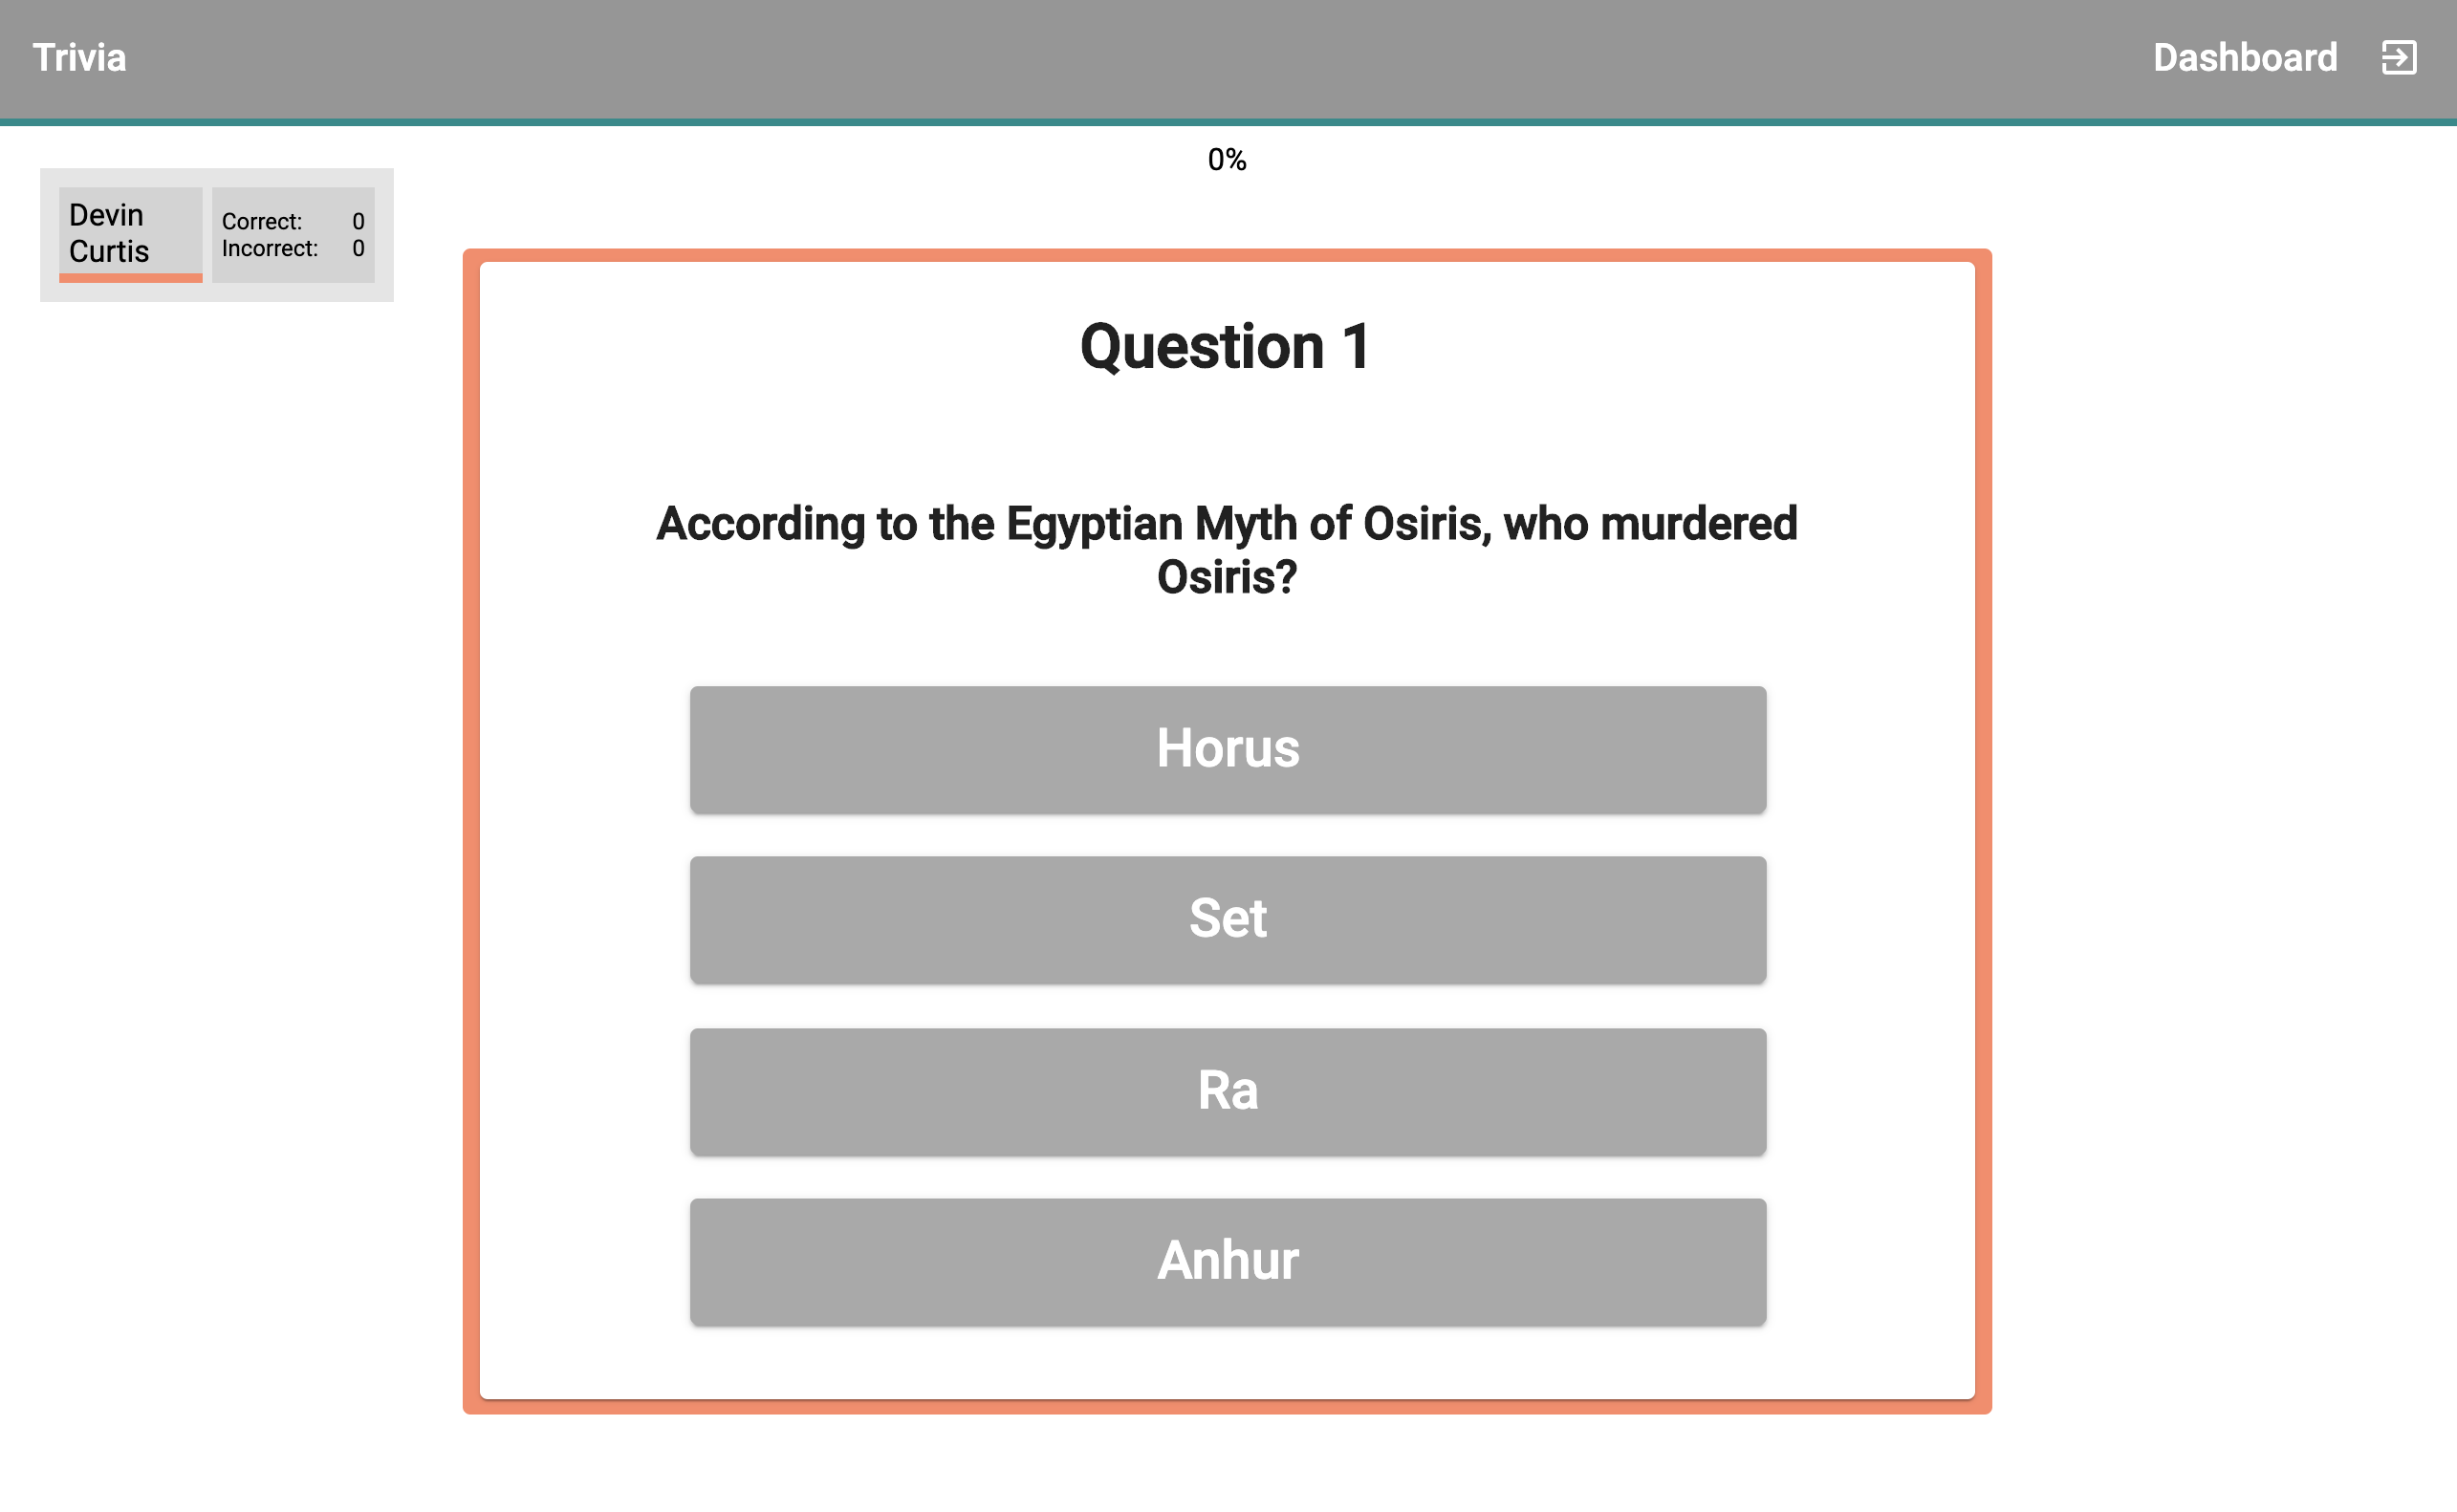 Trivia
Dashboard
0%
Devin
Curtis
Correct: 0
Incorrect: 0
Question 1
According to the Egyptian Myth of Osiris, who murdered
Osiris?
Horus
Set
Ra
Anhur